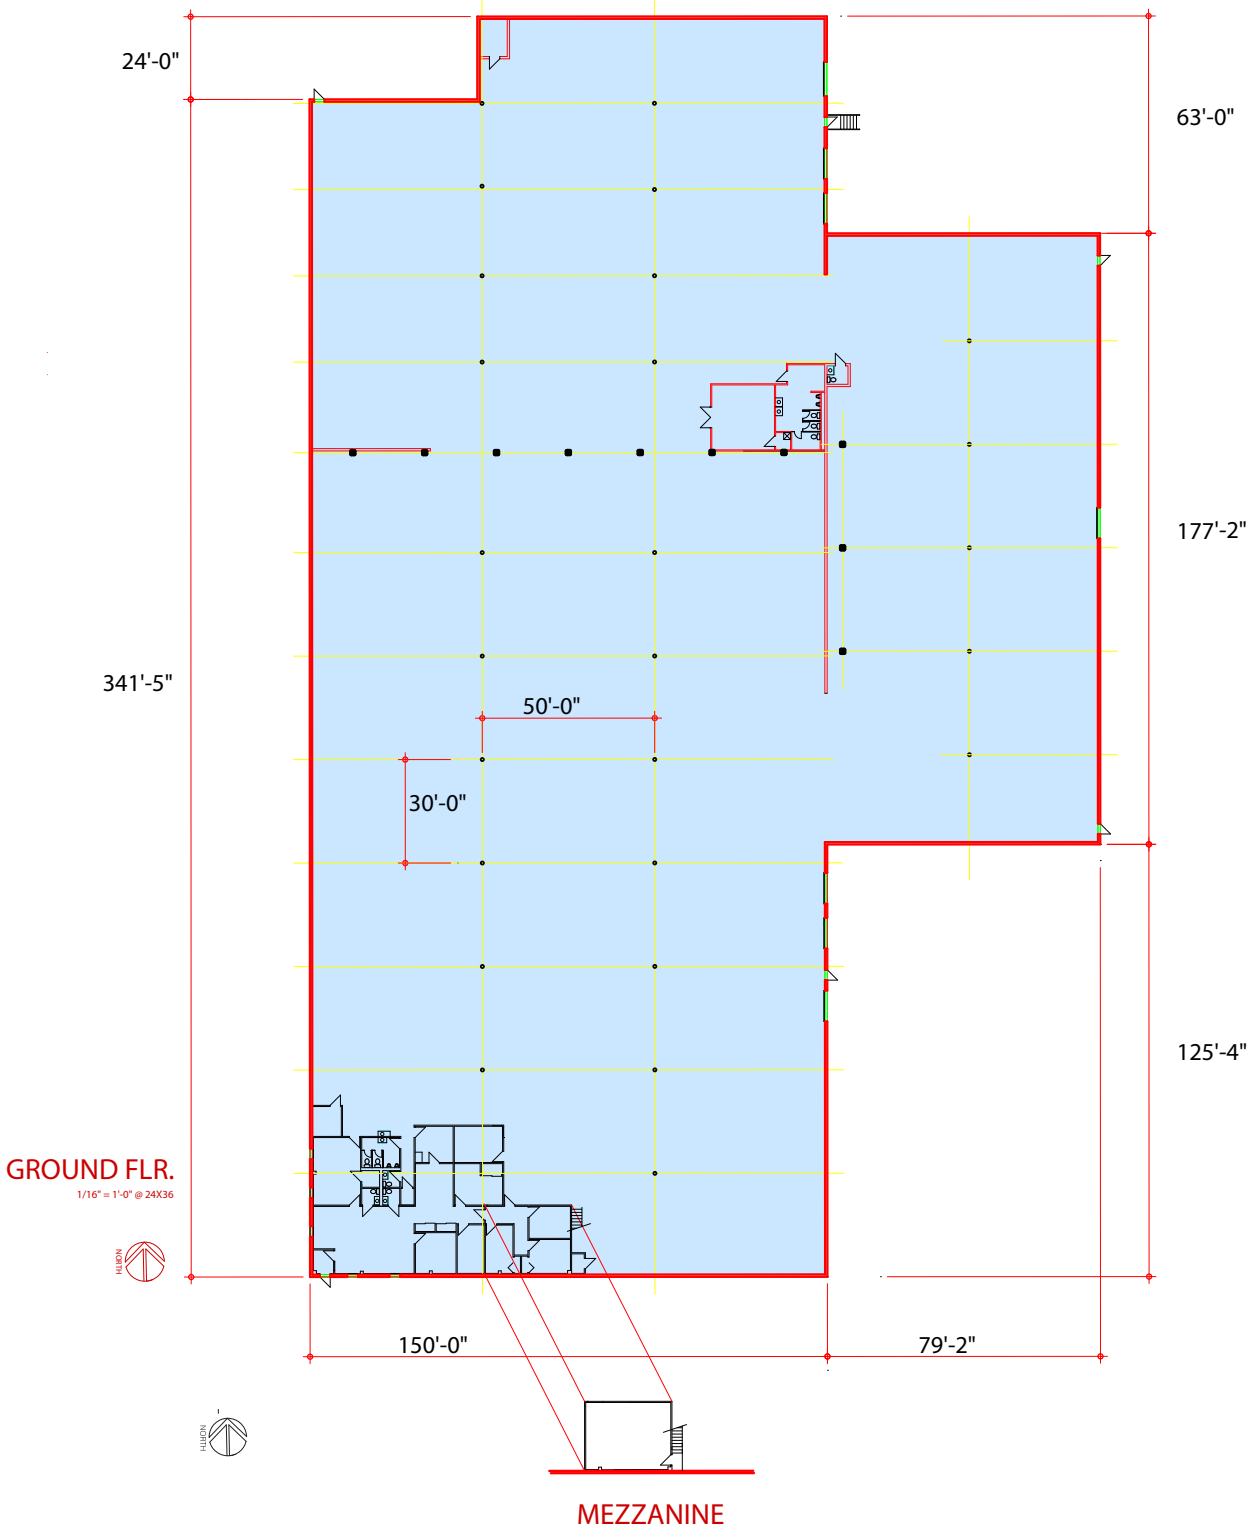 24'-0"
63'-0"
177'-2"
341'-5"
50'-0"
30'-0"
125'-4"
GROUND FLR.
1/16" = 1'-0" @ 24X36
NORTH
150'-0"
79'-2"
NORTH
MEZZANINE